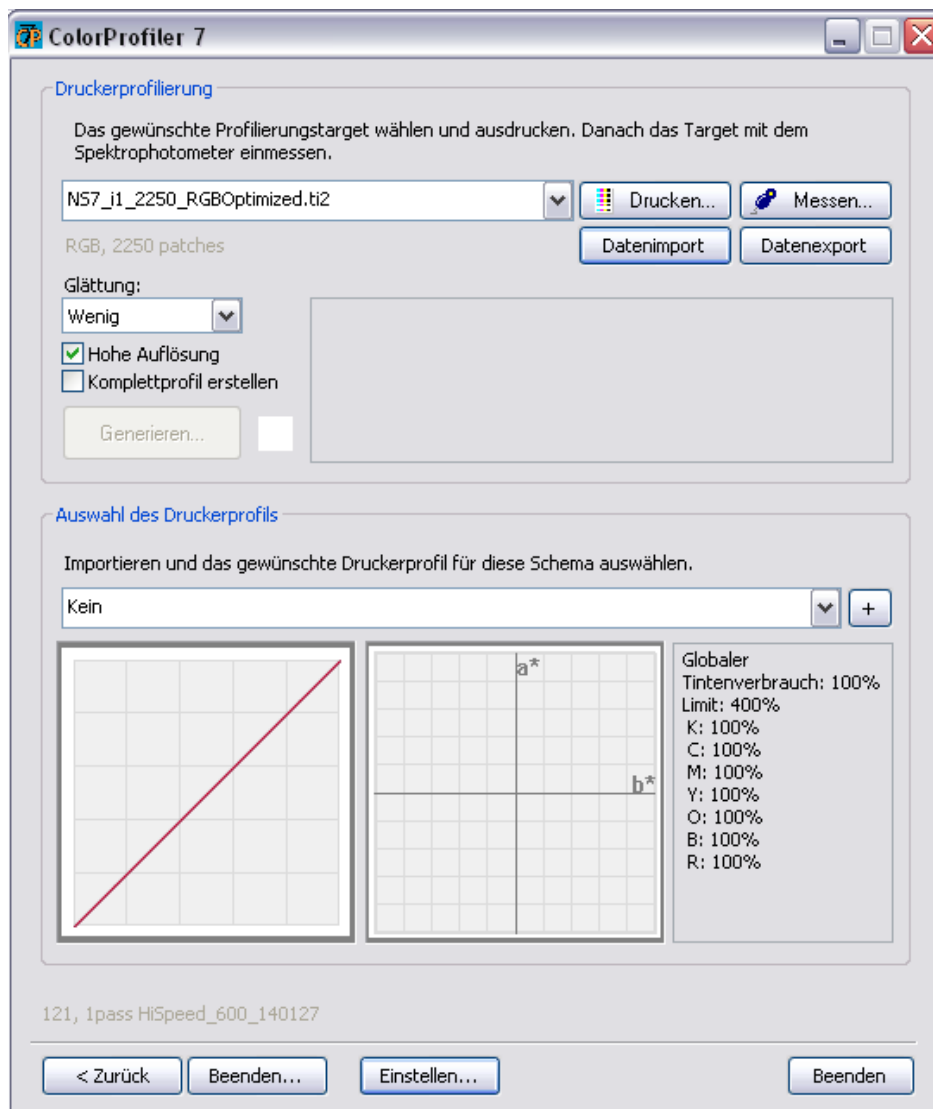 ColorProfiler 7
Druckerprofilierung
Das gewünschte Profilierungstarget wählen und ausdrucken. Danach das Target mit dem
Spektrophotometer einmessen.
NS7_i1_2250_RGBOptimized.ti2
Drucken...
Messen...
RGB, 2250 patches
Datenimport
Datenexport
Glättung:
Wenig
Hohe Auflösung
Komplettprofil erstellen
Generieren...
Auswahl des Druckerprofils
Importieren und das gewünschte Druckerprofil für diese Schema auswählen.
Kein
+
a*
b*
Globaler
Tintenverbrauch: 100%
Limit: 400%
K: 100%
C: 100%
M: 100%
Y: 100%
O: 100%
B: 100%
R: 100%
121, 1pass HiSpeed_600_140127
< Zurück
Beenden...
Einstellen...
Beenden